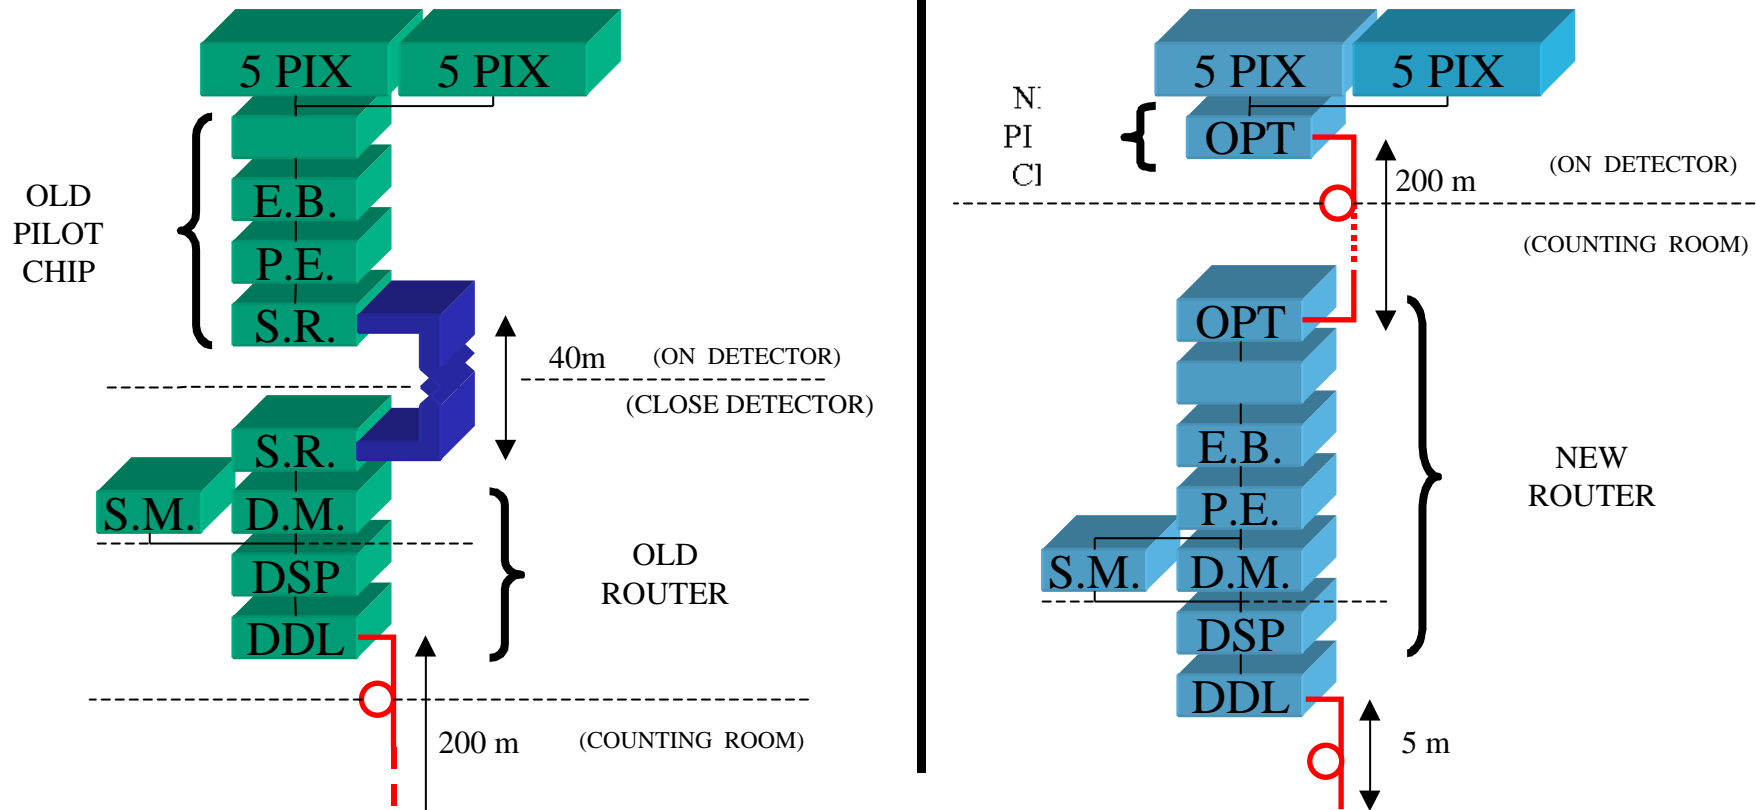 5 PIX
5 PIX
OLD
PILOT
CHIP
E.B.
P.E.
S.R.
40m
(ON DETECTOR)
(CLOSE DETECTOR)
S.R.
S.M.
D.M.
DSP
DDL
OLD
ROUTER
200 m
(COUNTING ROOM)
5 PIX
5 PIX
PI
OPT
200 m
(ON DETECTOR)
(COUNTING ROOM)
OPT
E.B.
P.E.
S.M.
D.M.
DSP
DDL
NEW
ROUTER
5 m